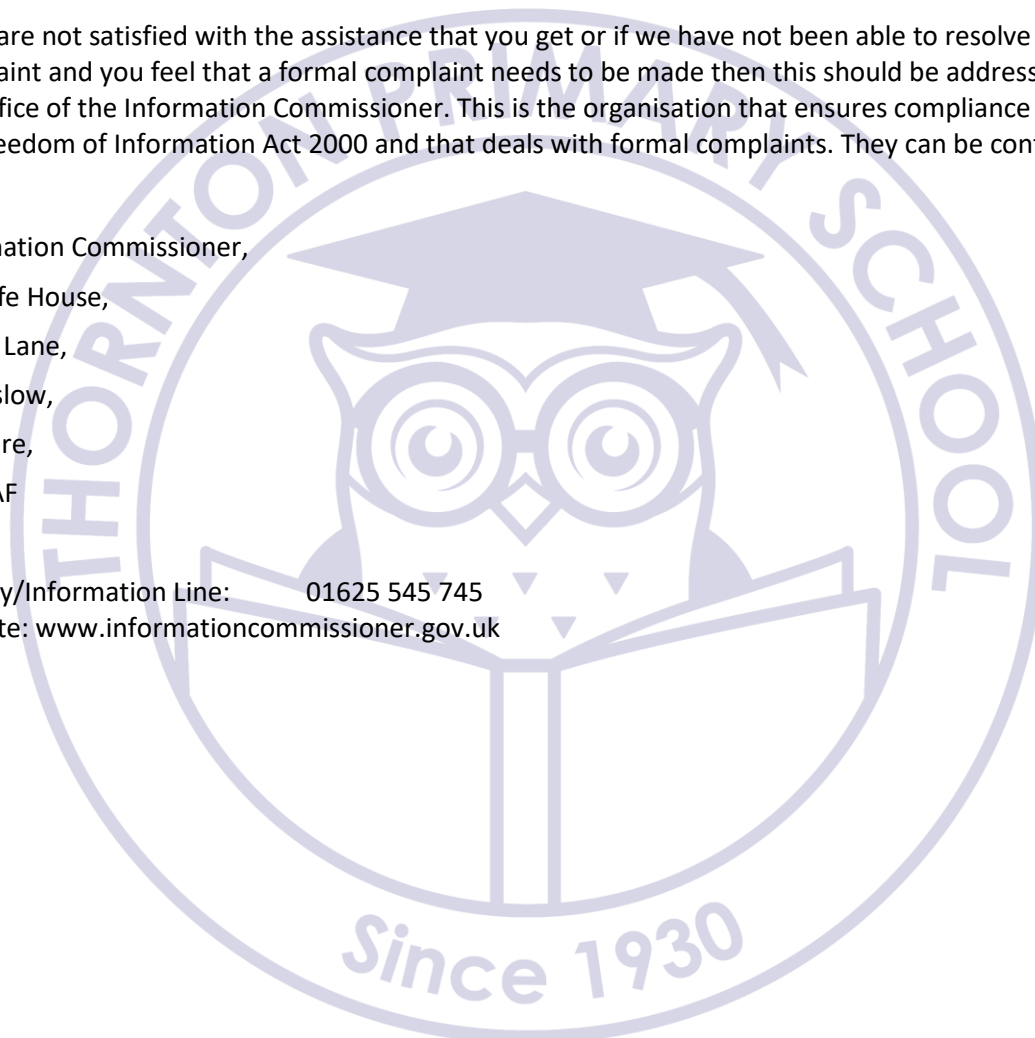 are not satisfied with the assistance that you get or if we have not been able to resolve
aint and you feel that a formal complaint needs to be made then this should be address
fice of the Information Commissioner. This is the organisation that ensures compliance
eedom of Information Act 2000 and that deals with formal complaints. They can be con
THORNTON PRIMARY SCHOOL
nation Commissioner,
fe House,
Lane,
slow,
re,
AF
y/Information Line: 01625 545 745
te: www.informationcommissioner.gov.uk
Since 1930